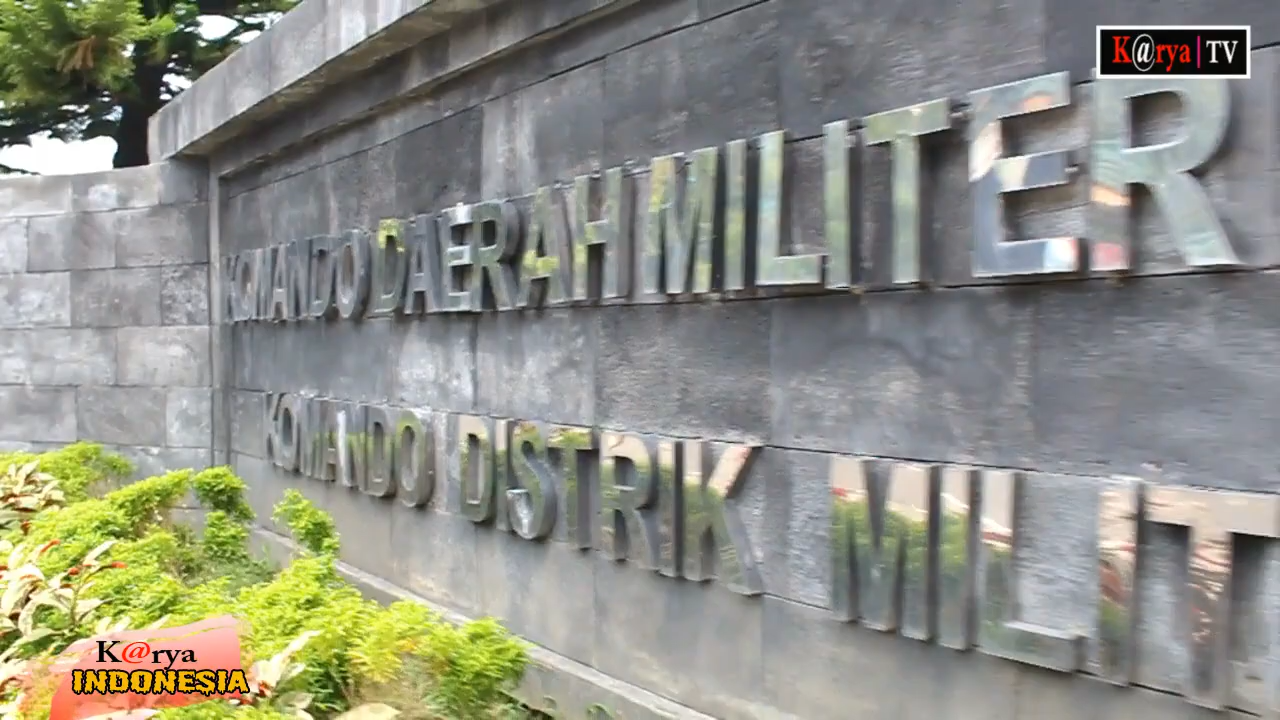 K@rya|TV
KOMANDO DAERAH MILITER
KOMANDO DISTRIK MILIT
K@rya
INDONESIA